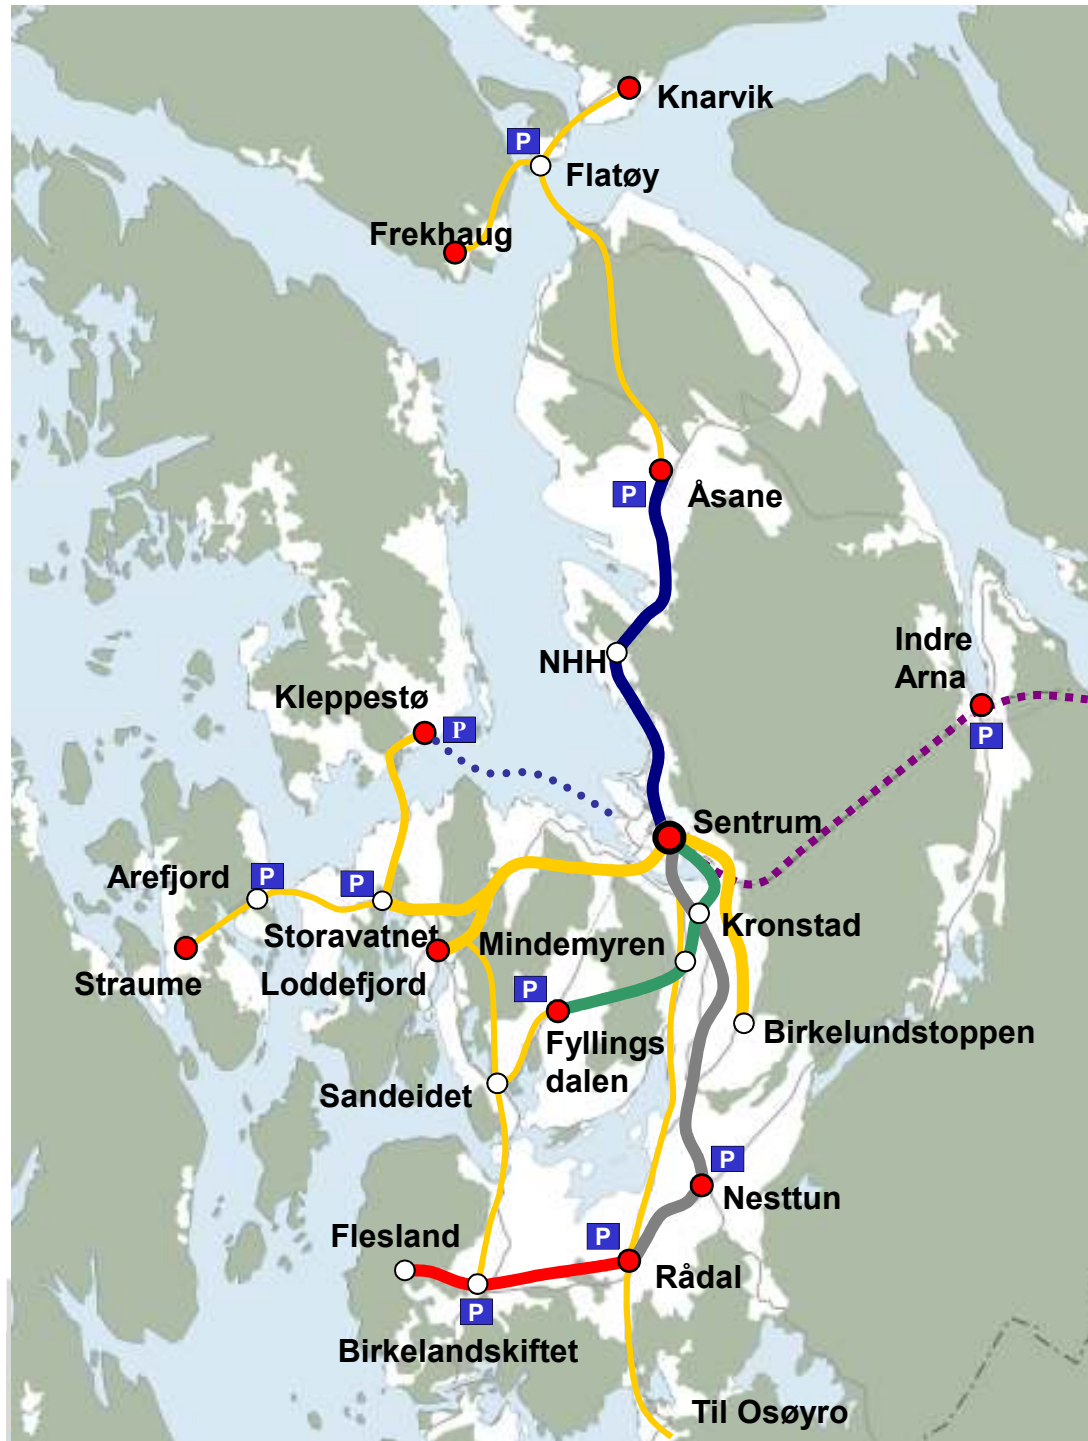 Knarvik
P
Flatøy
Frekhaug
P
Åsane
Indre
Arna
NHH
Kleppestø
P
P
Sentrum
Arefjord
P
P
Storavatnet
Kronstad
Mindemyren
Straume
Loddefjord
P
Birkelundstoppen
Fyllings
dalen
Sandeidet
P
Nesttun
Flesland
P
Rådal
P
Birkelandskiftet
Til Osøyro